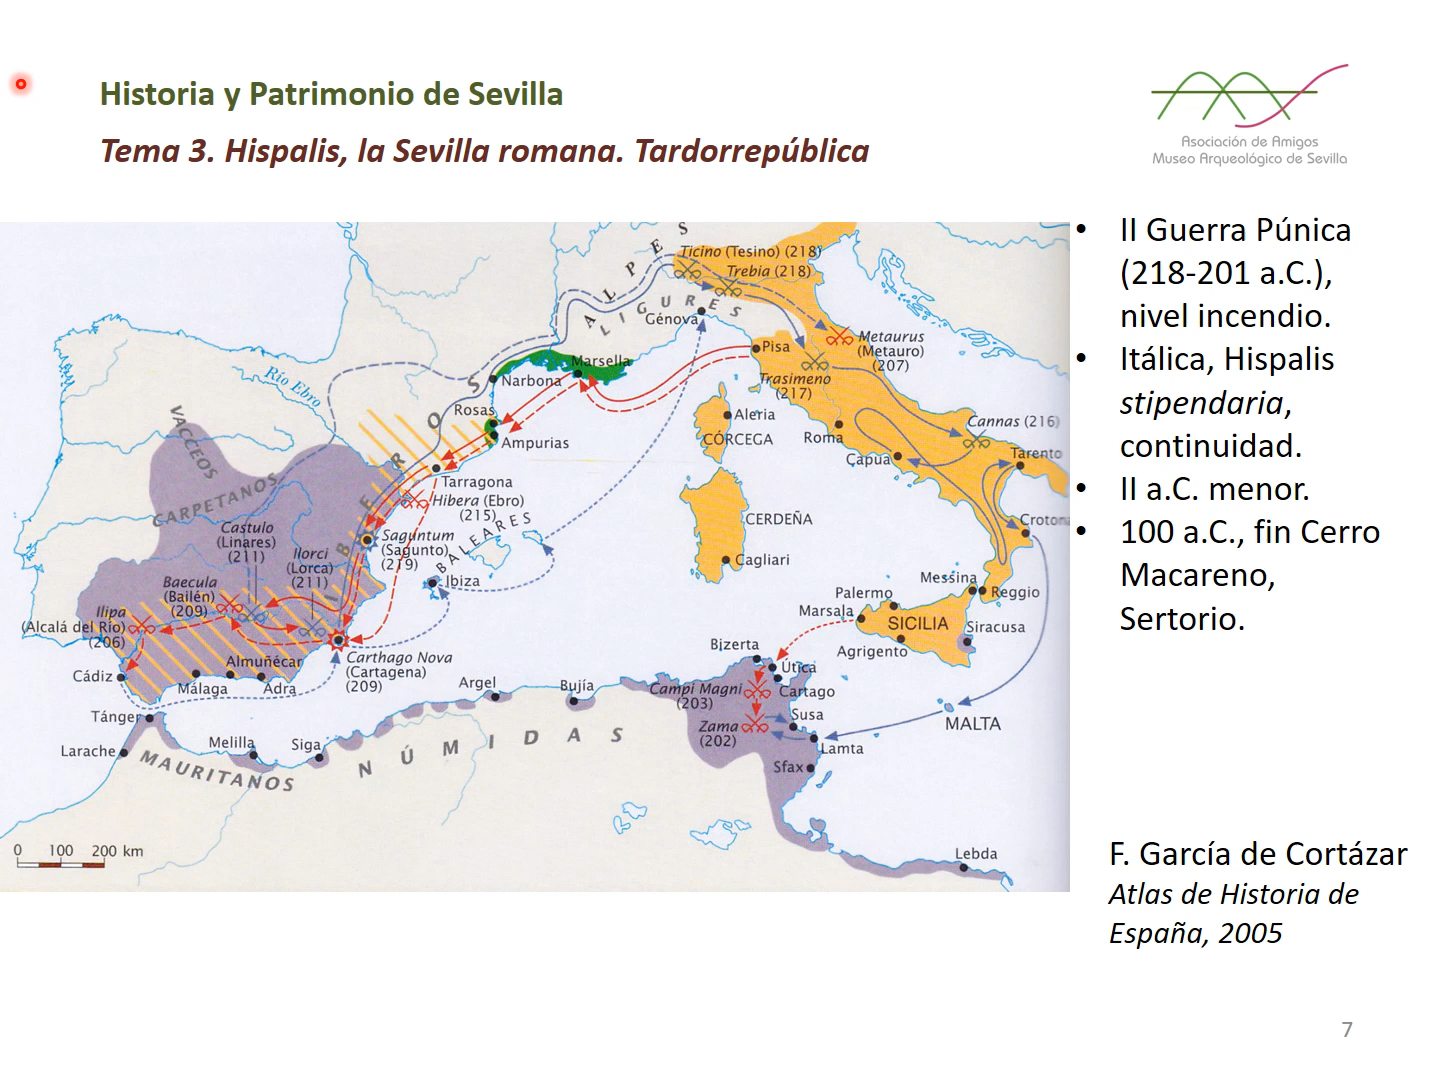 Historia y Patrimonio de Sevilla
Tema 3. Hispalis, la Sevilla romana. Tardorrepública
Asociación de Amigos
Museo Arqueológico de Sevilla
ALPES
Ticino (Tesino) (218)
Trebia (218)
LIGURES
Génova
Metaurus
(Metauro)
(207)
Pisa
Marsella
Narbona
Trasimeno
(217)
Río Ebro
Rosas
Ampurias
Aleria
CÓRCEGA
Roma
Cannas (216)
Capua
Tarento
VACCEOS
CARPETANOS
IBEROS
Tarragona
Hibera (Ebro)
(215)
BALEARES
CERDEÑA
Crotona
Castulo
(Linares)
(211)
Saguntum
(Sagunto)
(219)
Ilorci
(Lorca)
(211)
Cagliari
Ibiza
Baecula
(Bailén)
(209)
Messina
Reggio
Palermo
Marsala
SICILIA
Siracusa
Agrigento
Ilipa
(Alcalá del Río)
(206)
Carthago Nova
(Cartagena)
(209)
Almuñécar
Cádiz
Málaga
Adra
Bizerta
Útica
Cartago
Argel
Bujía
Campi Magni
(203)
Susa
Zama
(202)
MALTA
Lamta
Sfax
Tánger
Larache
Melilla
Siga
MAURITANOS
NÚMIDAS
Lebda
0 100 200 km
• II Guerra Púnica
(218-201 a.C.),
nivel incendio.
• Itálica, Hispalis
stipendaria,
continuidad.
• II a.C. menor.
• 100 a.C., fin Cerro
Macareno,
Sertorio.
F. García de Cortázar
Atlas de Historia de
España, 2005
7